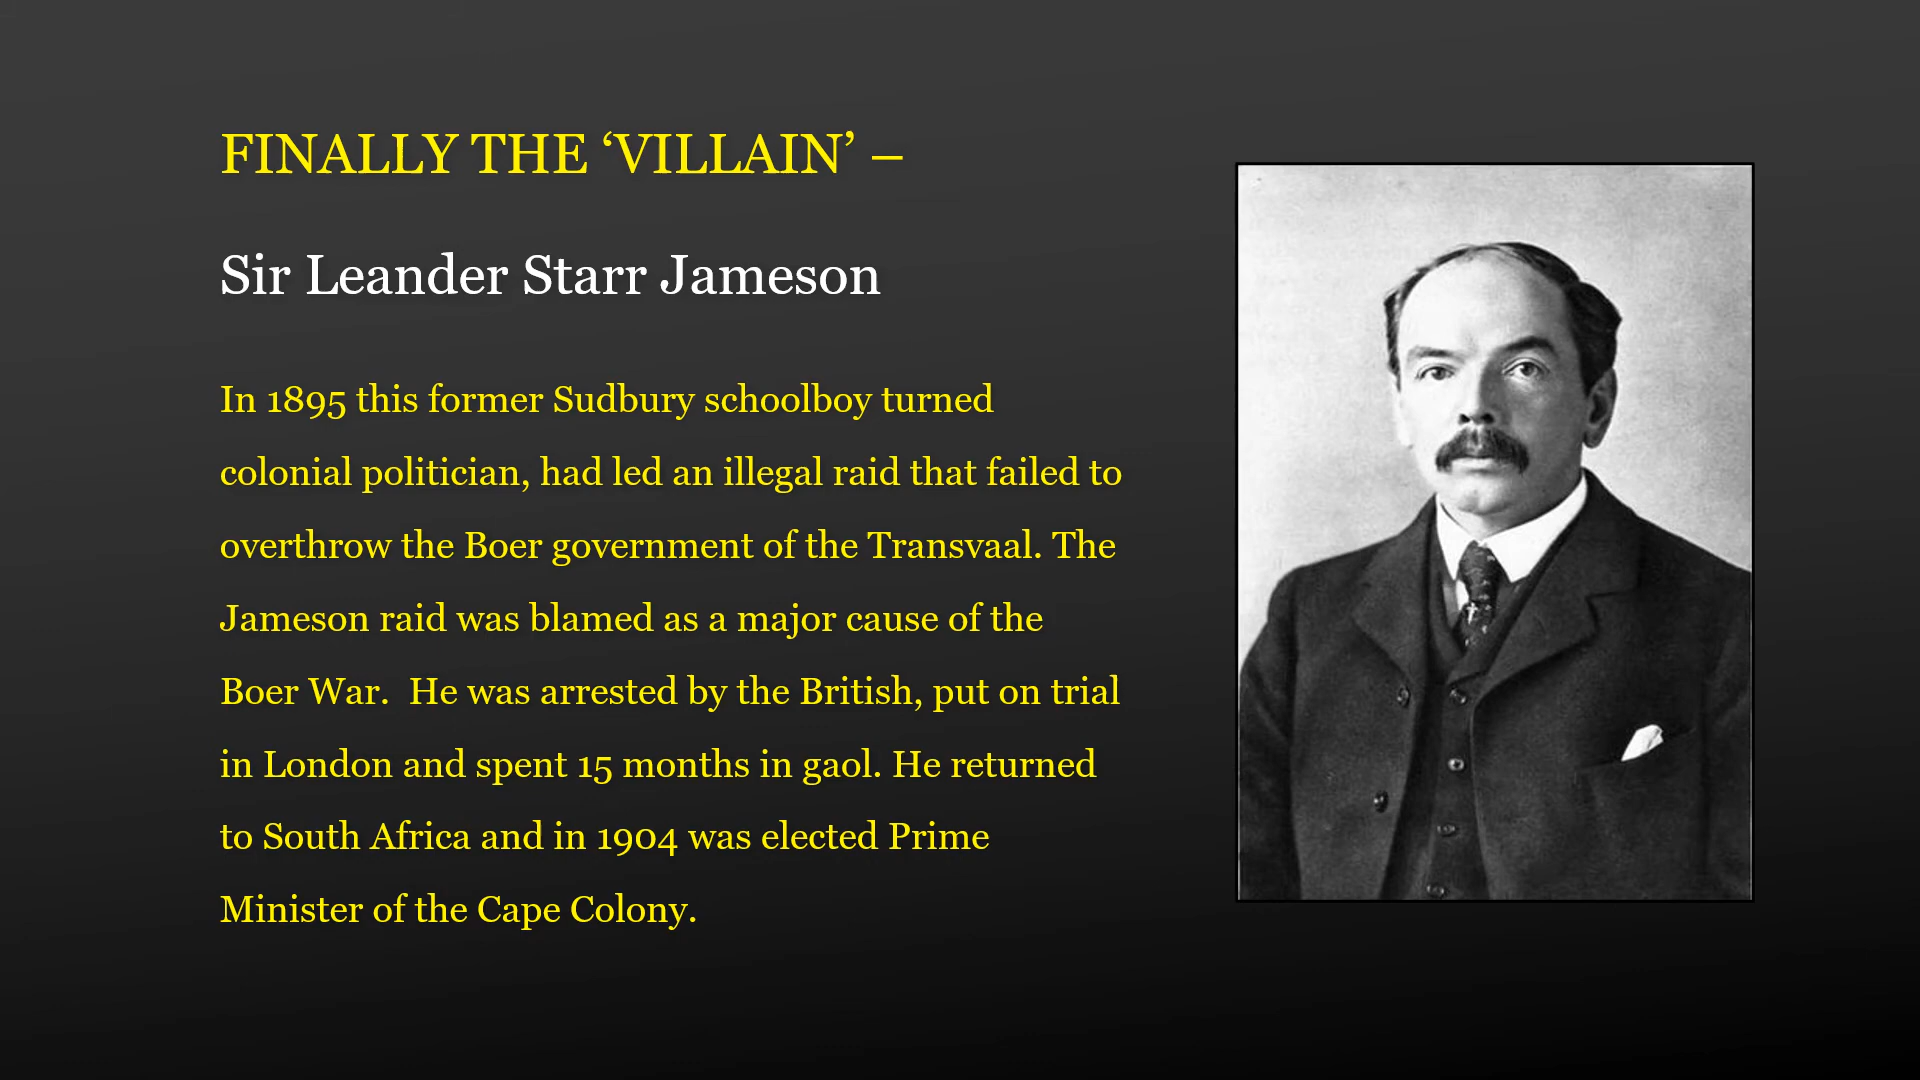 FINALLY THE ‘VILLAIN’ –
Sir Leander Starr Jameson
In 1895 this former Sudbury schoolboy turned
colonial politician, had led an illegal raid that failed to
overthrow the Boer government of the Transvaal. The
Jameson raid was blamed as a major cause of the
Boer War.  He was arrested by the British, put on trial
in London and spent 15 months in gaol. He returned
to South Africa and in 1904 was elected Prime
Minister of the Cape Colony.